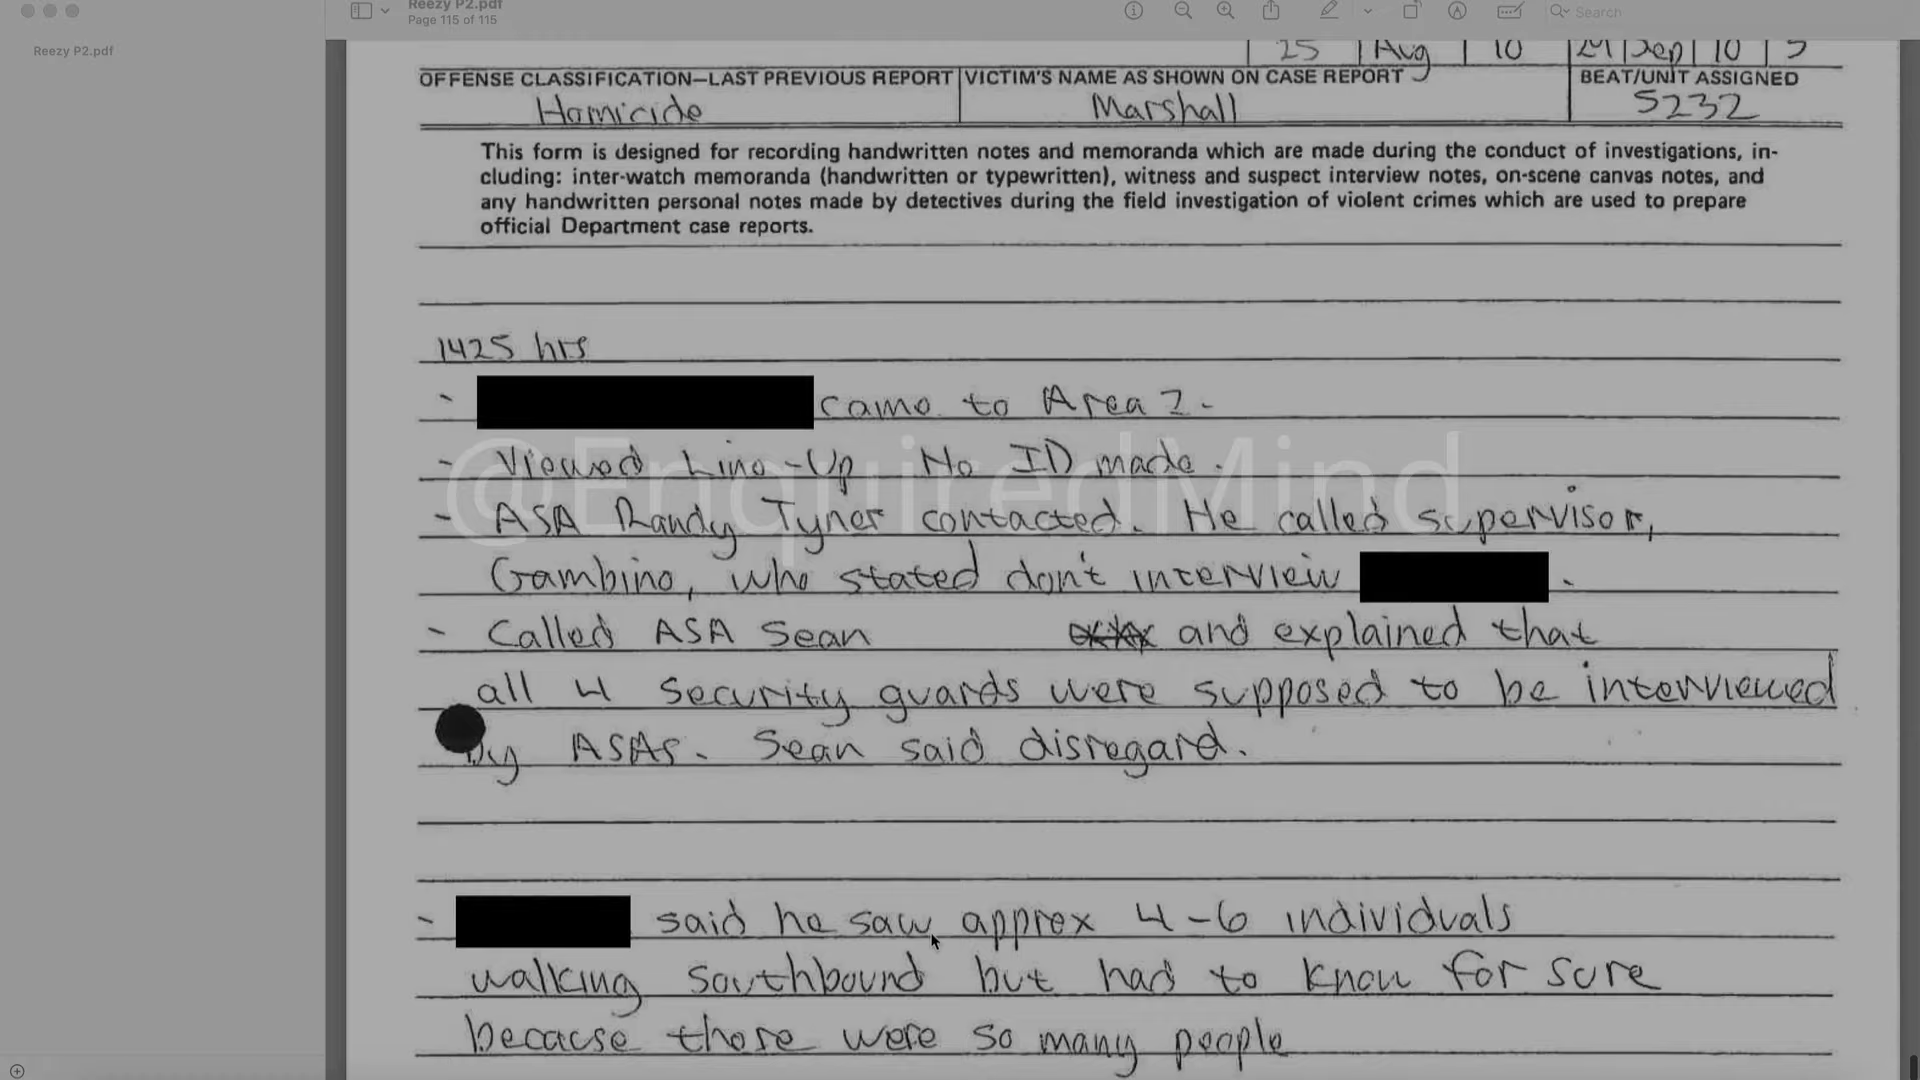 Reezy P2.pdf
Page 115 of 115
Search
Reezy P2.pdf
25 Aug 10 21 Sep 10 5
OFFENSE CLASSIFICATION—LAST PREVIOUS REPORT VICTIM'S NAME AS SHOWN ON CASE REPORT BEAT/UNIT ASSIGNED
Homicide Marshall 5232
This form is designed for recording handwritten notes and memoranda which are made during the conduct of investigations, in-
cluding: inter-watch memoranda (handwritten or typewritten), witness and suspect interview notes, on-scene canvas notes, and
any handwritten personal notes made by detectives during the field investigation of violent crimes which are used to prepare
official Department case reports.
1425 hrs
- came to Area 2.
- Viewed Line-Up No ID made.
@EnquiredMind
- ASA Randy Tyner contacted. He called supervisor,
Gambino, who stated don't interview .
- Called ASA Sean and explained that
all 4 security guards were supposed to be interviewed
by ASAs. Sean said disregard.
- said he saw approx 4-6 individuals
walking southbound but had to know for sure
because there were so many people